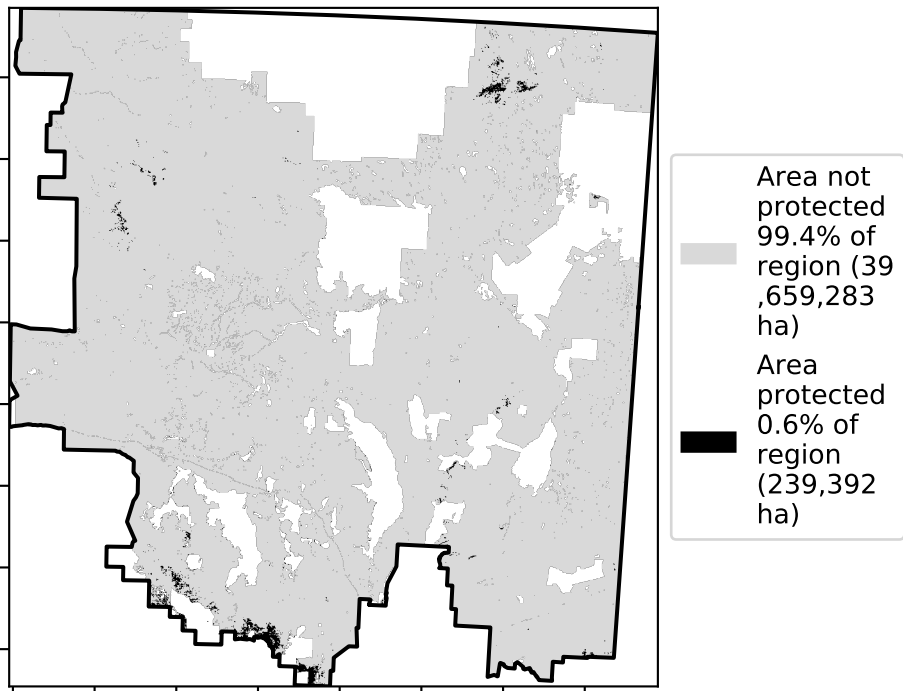 Area not
protected
99.4% of
region (39
,659,283
ha)
Area
protected
0.6% of
region
(239,392
ha)